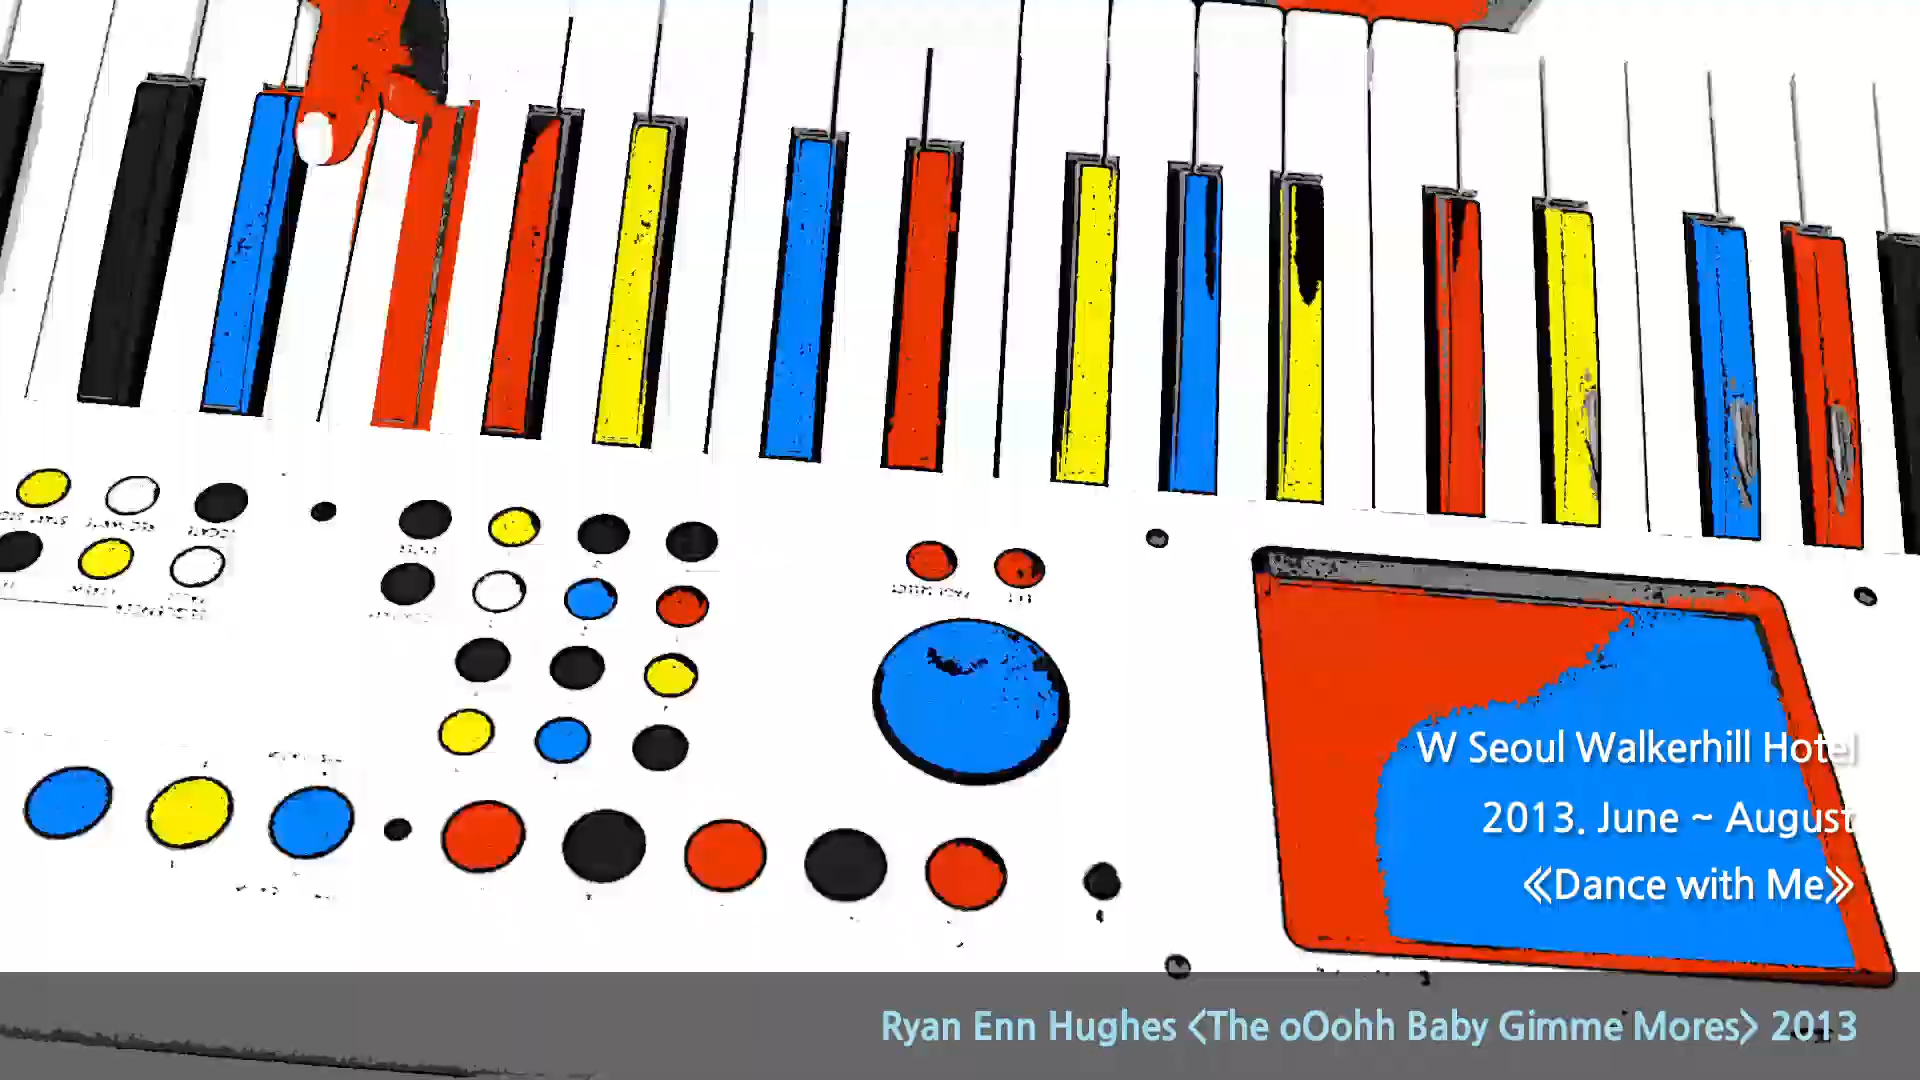 W Seoul Walkerhill Hotel
2013. June ~ August
《Dance with Me》
Ryan Enn Hughes <The oOohh Baby Gimme Mores> 2013